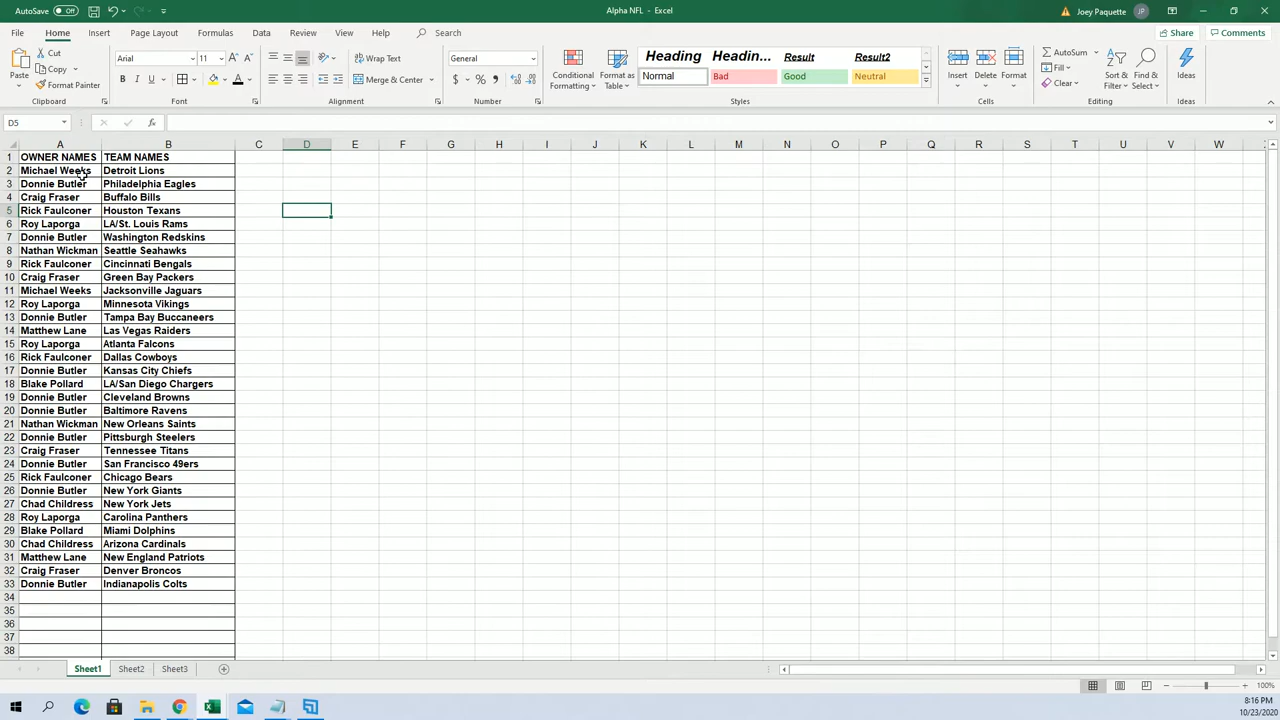 AutoSave Off
Alpha NFL - Excel
Joey Paquette JP
File Home Insert Page Layout Formulas Data Review View Help Search
Share Comments
Paste
Cut
Copy
Format Painter
Arial 11 A A
B I U
Merge & Center
General
$ %
Conditional Formatting
Format as Table
Heading Headin... Result Result2
Normal Bad Good Neutral
Insert Delete Format
AutoSum
Fill
Clear
Sort & Filter
Find & Select
Ideas
Clipboard Font Alignment Number Styles Cells Editing Ideas
D5 fx
A B C D E F G H I J K L M N O P Q R S T U V W
1 OWNER NAMES TEAM NAMES
2 Michael Weeks Detroit Lions
3 Donnie Butler Philadelphia Eagles
4 Craig Fraser Buffalo Bills
5 Rick Faulconer Houston Texans
6 Roy Laporga LA/St. Louis Rams
7 Donnie Butler Washington Redskins
8 Nathan Wickman Seattle Seahawks
9 Rick Faulconer Cincinnati Bengals
10 Craig Fraser Green Bay Packers
11 Michael Weeks Jacksonville Jaguars
12 Roy Laporga Minnesota Vikings
13 Donnie Butler Tampa Bay Buccaneers
14 Matthew Lane Las Vegas Raiders
15 Roy Laporga Atlanta Falcons
16 Rick Faulconer Dallas Cowboys
17 Donnie Butler Kansas City Chiefs
18 Blake Pollard LA/San Diego Chargers
19 Donnie Butler Cleveland Browns
20 Donnie Butler Baltimore Ravens
21 Nathan Wickman New Orleans Saints
22 Donnie Butler Pittsburgh Steelers
23 Craig Fraser Tennessee Titans
24 Donnie Butler San Francisco 49ers
25 Rick Faulconer Chicago Bears
26 Donnie Butler New York Giants
27 Chad Childress New York Jets
28 Roy Laporga Carolina Panthers
29 Blake Pollard Miami Dolphins
30 Chad Childress Arizona Cardinals
31 Matthew Lane New England Patriots
32 Craig Fraser Denver Broncos
33 Donnie Butler Indianapolis Colts
34
35
36
37
38
Sheet1 Sheet2 Sheet3
100%
8:16 PM
10/23/2020